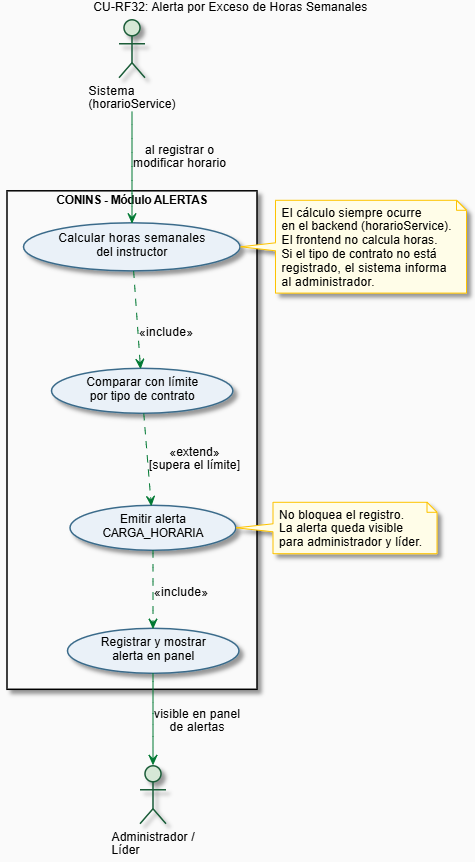 CU-RF32: Alerta por Exceso de Horas Semanales
Sistema
(horarioService)
al registrar o
modificar horario
CONINS - Módulo ALERTAS
Calcular horas semanales
del instructor
El cálculo siempre ocurre
en el backend (horarioService).
El frontend no calcula horas.
Si el tipo de contrato no está
registrado, el sistema informa
al administrador.
«include»
Comparar con límite
por tipo de contrato
«extend»
[supera el límite]
Emitir alerta
CARGA_HORARIA
No bloquea el registro.
La alerta queda visible
para administrador y líder.
«include»
Registrar y mostrar
alerta en panel
visible en panel
de alertas
Administrador /
Líder